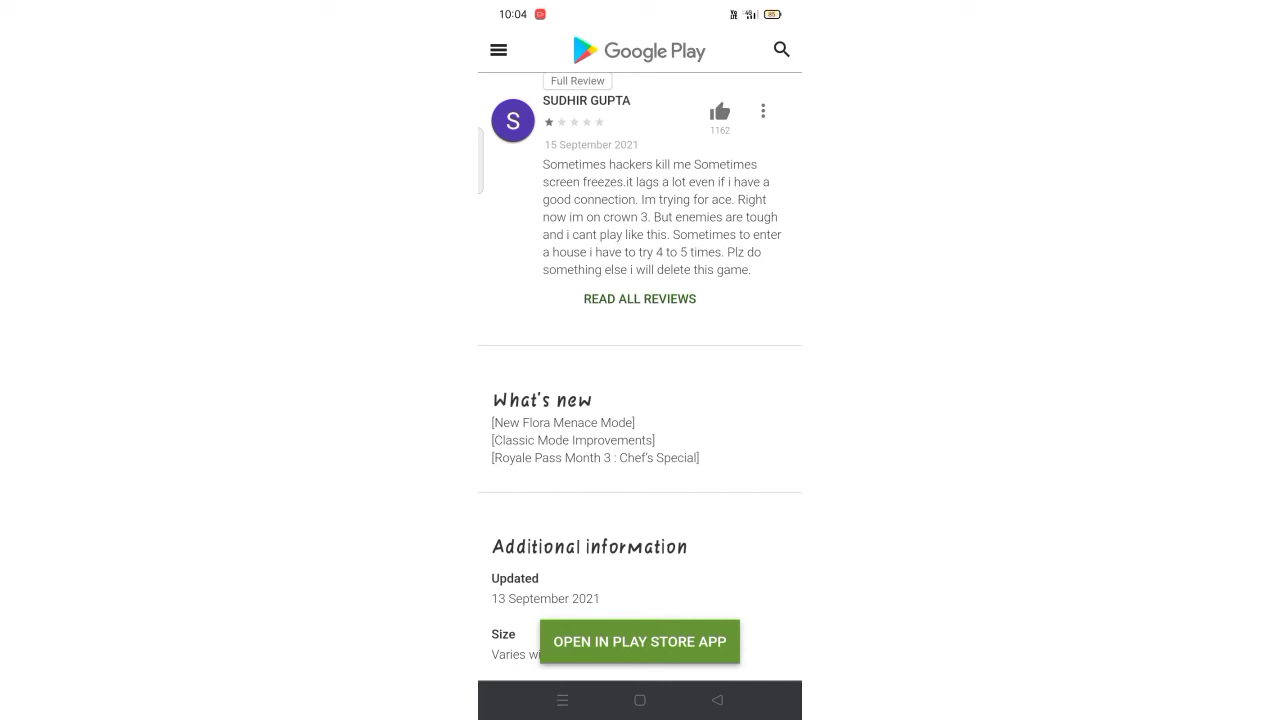 10:04
85
Google Play
Full Review
SUDHIR GUPTA
S
1162
15 September 2021
Sometimes hackers kill me Sometimes
screen freezes.it lags a lot even if i have a
good connection. Im trying for ace. Right
now im on crown 3. But enemies are tough
and i cant play like this. Sometimes to enter
a house i have to try 4 to 5 times. Plz do
something else i will delete this game.
READ ALL REVIEWS
What's new
[New Flora Menace Mode]
[Classic Mode Improvements]
[Royale Pass Month 3 : Chef's Special]
Additional information
Updated
13 September 2021
Size
Varies wi
OPEN IN PLAY STORE APP